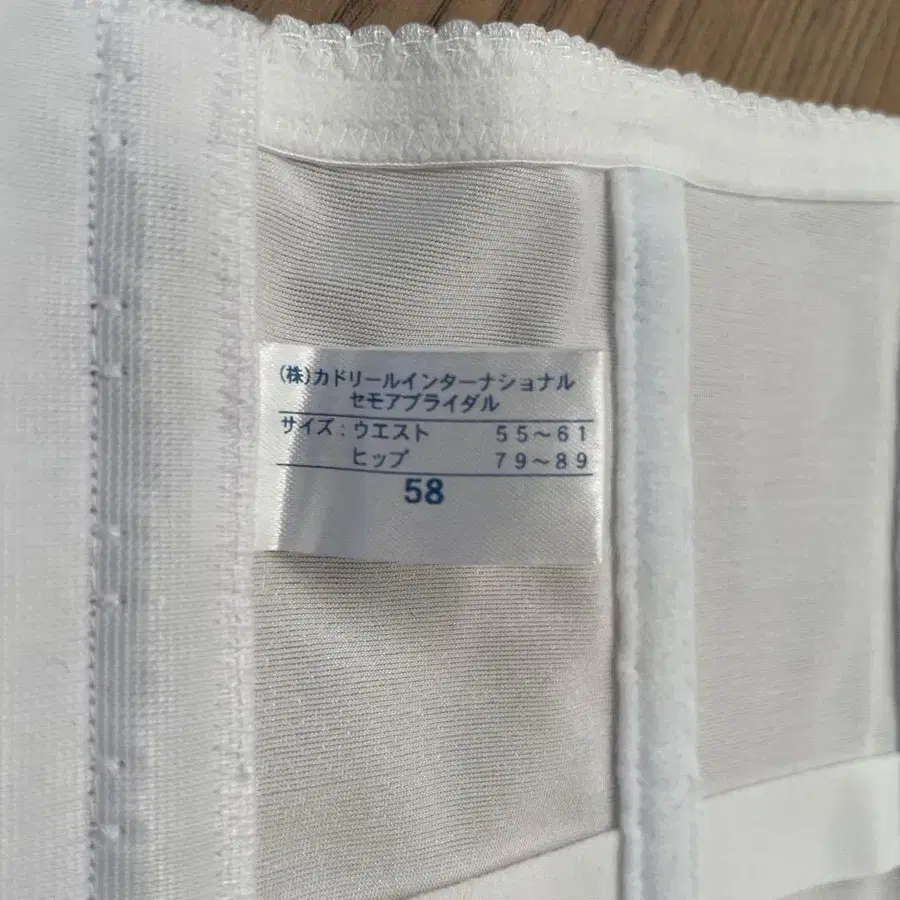 (株)カドリールインターナショナル
セモアブライダル
サイズ:ウエスト 55〜61
ヒップ 79〜89
58